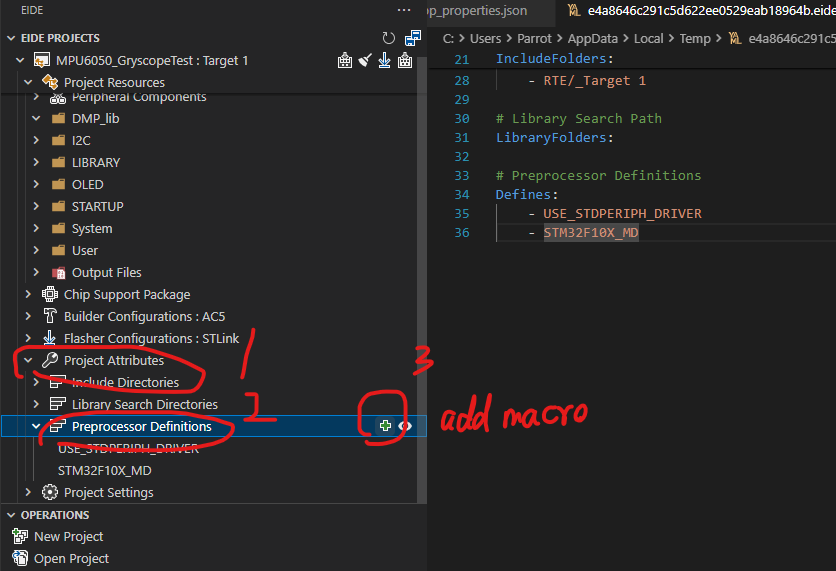 EIDE
EIDE PROJECTS
MPU6050_GryscopeTest : Target 1
Project Resources
Peripheral Components
DMP_lib
I2C
LIBRARY
OLED
STARTUP
System
User
Output Files
Chip Support Package
Builder Configurations : AC5
Flasher Configurations : STLink
Project Attributes
Include Directories
Library Search Directories
Preprocessor Definitions
USE_STDPERIPH_DRIVER
STM32F10X_MD
Project Settings
OPERATIONS
New Project
Open Project
1
2
3
add macro
op_properties.json
e4a8646c291c5d622ee0529eab18964b.eide
C: > Users > Parrot > AppData > Local > Temp > e4a8646c291c5
21 IncludeFolders:
28 - RTE/_Target 1
29
30 # Library Search Path
31 LibraryFolders:
32
33 # Preprocessor Definitions
34 Defines:
35 - USE_STDPERIPH_DRIVER
36 - STM32F10X_MD